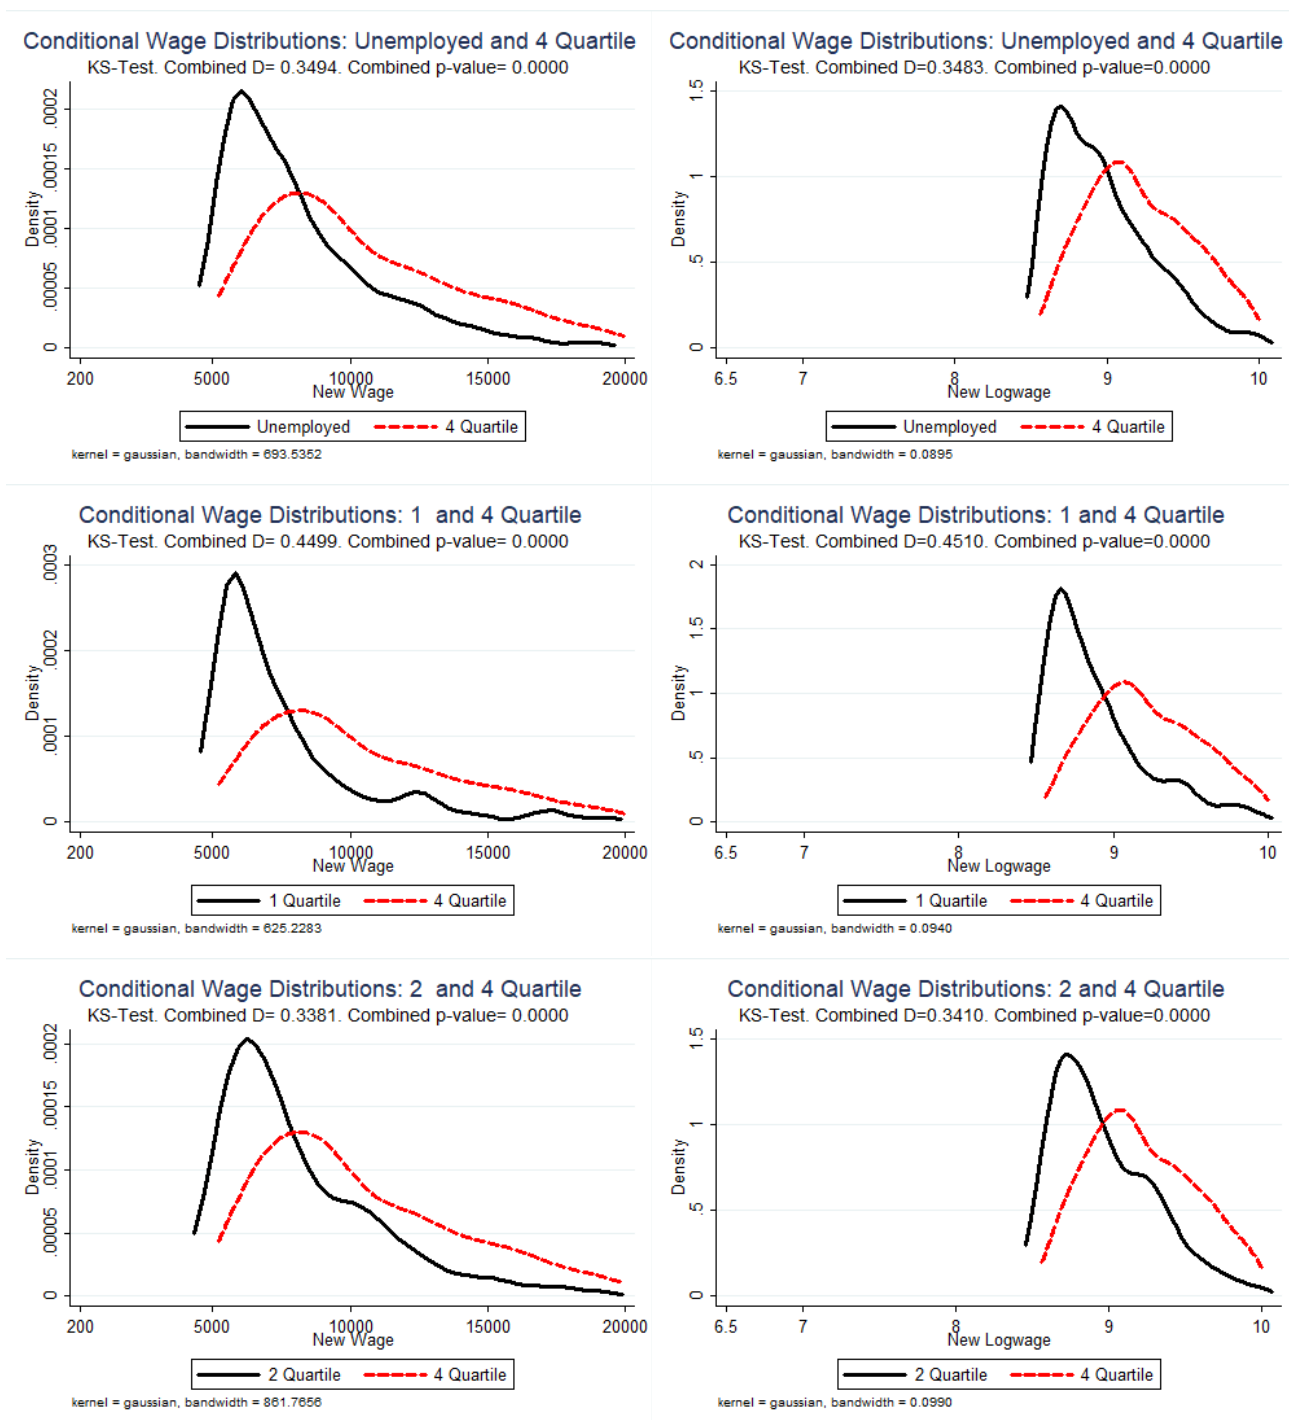 Conditional Wage Distributions: Unemployed and 4 Quartile
KS-Test. Combined D= 0.3494. Combined p-value= 0.0000
Density
0
.00005
.0001
.00015
.0002
200
5000
10000
15000
20000
New Wage
Unemployed
4 Quartile
kernel = gaussian, bandwidth = 693.5352
Conditional Wage Distributions: Unemployed and 4 Quartile
KS-Test. Combined D=0.3483. Combined p-value=0.0000
Density
0
.5
1
1.5
6.5
7
8
9
10
New Logwage
Unemployed
4 Quartile
kernel = gaussian, bandwidth = 0.0895
Conditional Wage Distributions: 1  and 4 Quartile
KS-Test. Combined D= 0.4499. Combined p-value= 0.0000
Density
0
.0001
.0002
.0003
200
5000
10000
15000
20000
New Wage
1 Quartile
4 Quartile
kernel = gaussian, bandwidth = 625.2283
Conditional Wage Distributions: 1 and 4 Quartile
KS-Test. Combined D=0.4510. Combined p-value=0.0000
Density
0
.5
1
1.5
2
6.5
7
8
9
10
New Logwage
1 Quartile
4 Quartile
kernel = gaussian, bandwidth = 0.0940
Conditional Wage Distributions: 2  and 4 Quartile
KS-Test. Combined D= 0.3381. Combined p-value= 0.0000
Density
0
.00005
.0001
.00015
.0002
200
5000
10000
15000
20000
New Wage
2 Quartile
4 Quartile
kernel = gaussian, bandwidth = 861.7656
Conditional Wage Distributions: 2 and 4 Quartile
KS-Test. Combined D=0.3410. Combined p-value=0.0000
Density
0
.5
1
1.5
6.5
7
8
9
10
New Logwage
2 Quartile
4 Quartile
kernel = gaussian, bandwidth = 0.0990